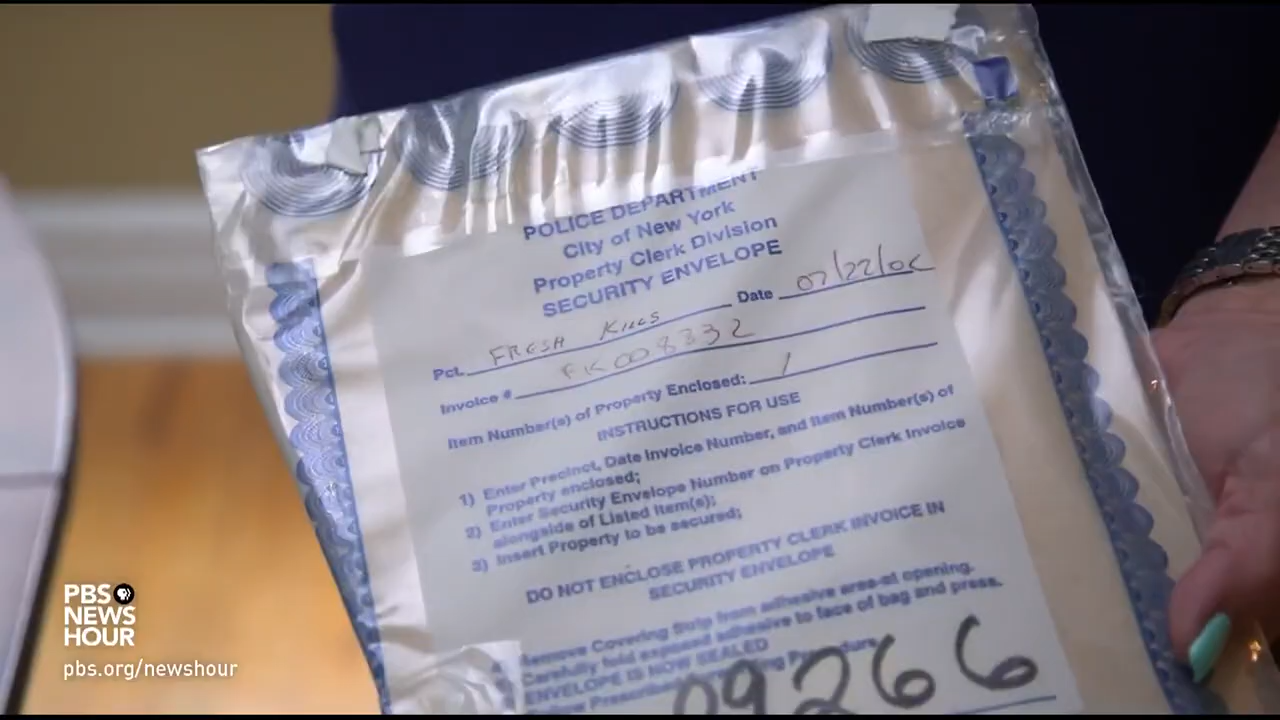 POLICE DEPARTMENT
City of New York
Property Clerk Division
SECURITY ENVELOPE
Pct. FRESH KILLS Date 07/22/02
Invoice # FK008332
Item Number(s) of Property Enclosed: 1
INSTRUCTIONS FOR USE
1) Enter Precinct, Date Invoice Number, and Item Number(s) of
Property enclosed;
2) Enter Security Envelope Number on Property Clerk Invoice
alongside of Listed Item(s);
3) Insert Property to be secured;
DO NOT ENCLOSE PROPERTY CLERK INVOICE IN
SECURITY ENVELOPE
Remove Covering Strip from adhesive area at opening.
Carefully fold exposed adhesive to face of bag and press.
ENVELOPE IS NOW SEALED
Follow Prescribed Procedure
09266
PBS
NEWS
HOUR
pbs.org/newshour